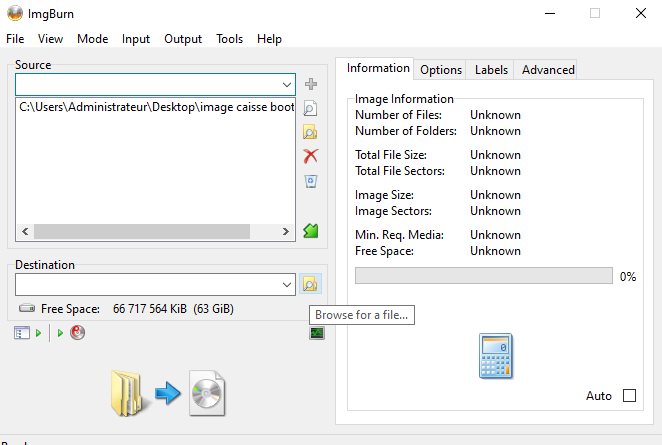 ImgBurn
File View Mode Input Output Tools Help
Source
C:\Users\Administrateur\Desktop\image caisse boot
Destination
Free Space: 66 717 564 KiB (63 GiB)
Information Options Labels Advanced
Image Information
Number of Files: Unknown
Number of Folders: Unknown
Total File Size: Unknown
Total File Sectors: Unknown
Image Size: Unknown
Image Sectors: Unknown
Min. Req. Media: Unknown
Free Space: Unknown
0%
Browse for a file...
0
Auto